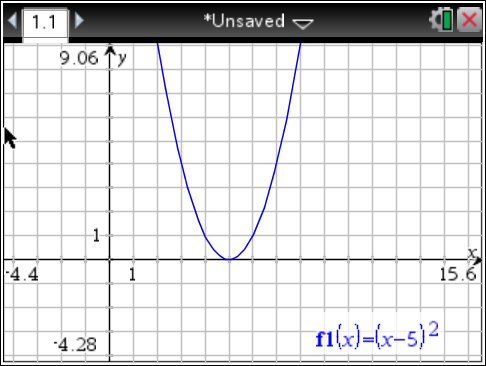 1.1
*Unsaved
9.06
y
1
x
-4.4
1
15.6
-4.28
f1(x)=(x-5)²